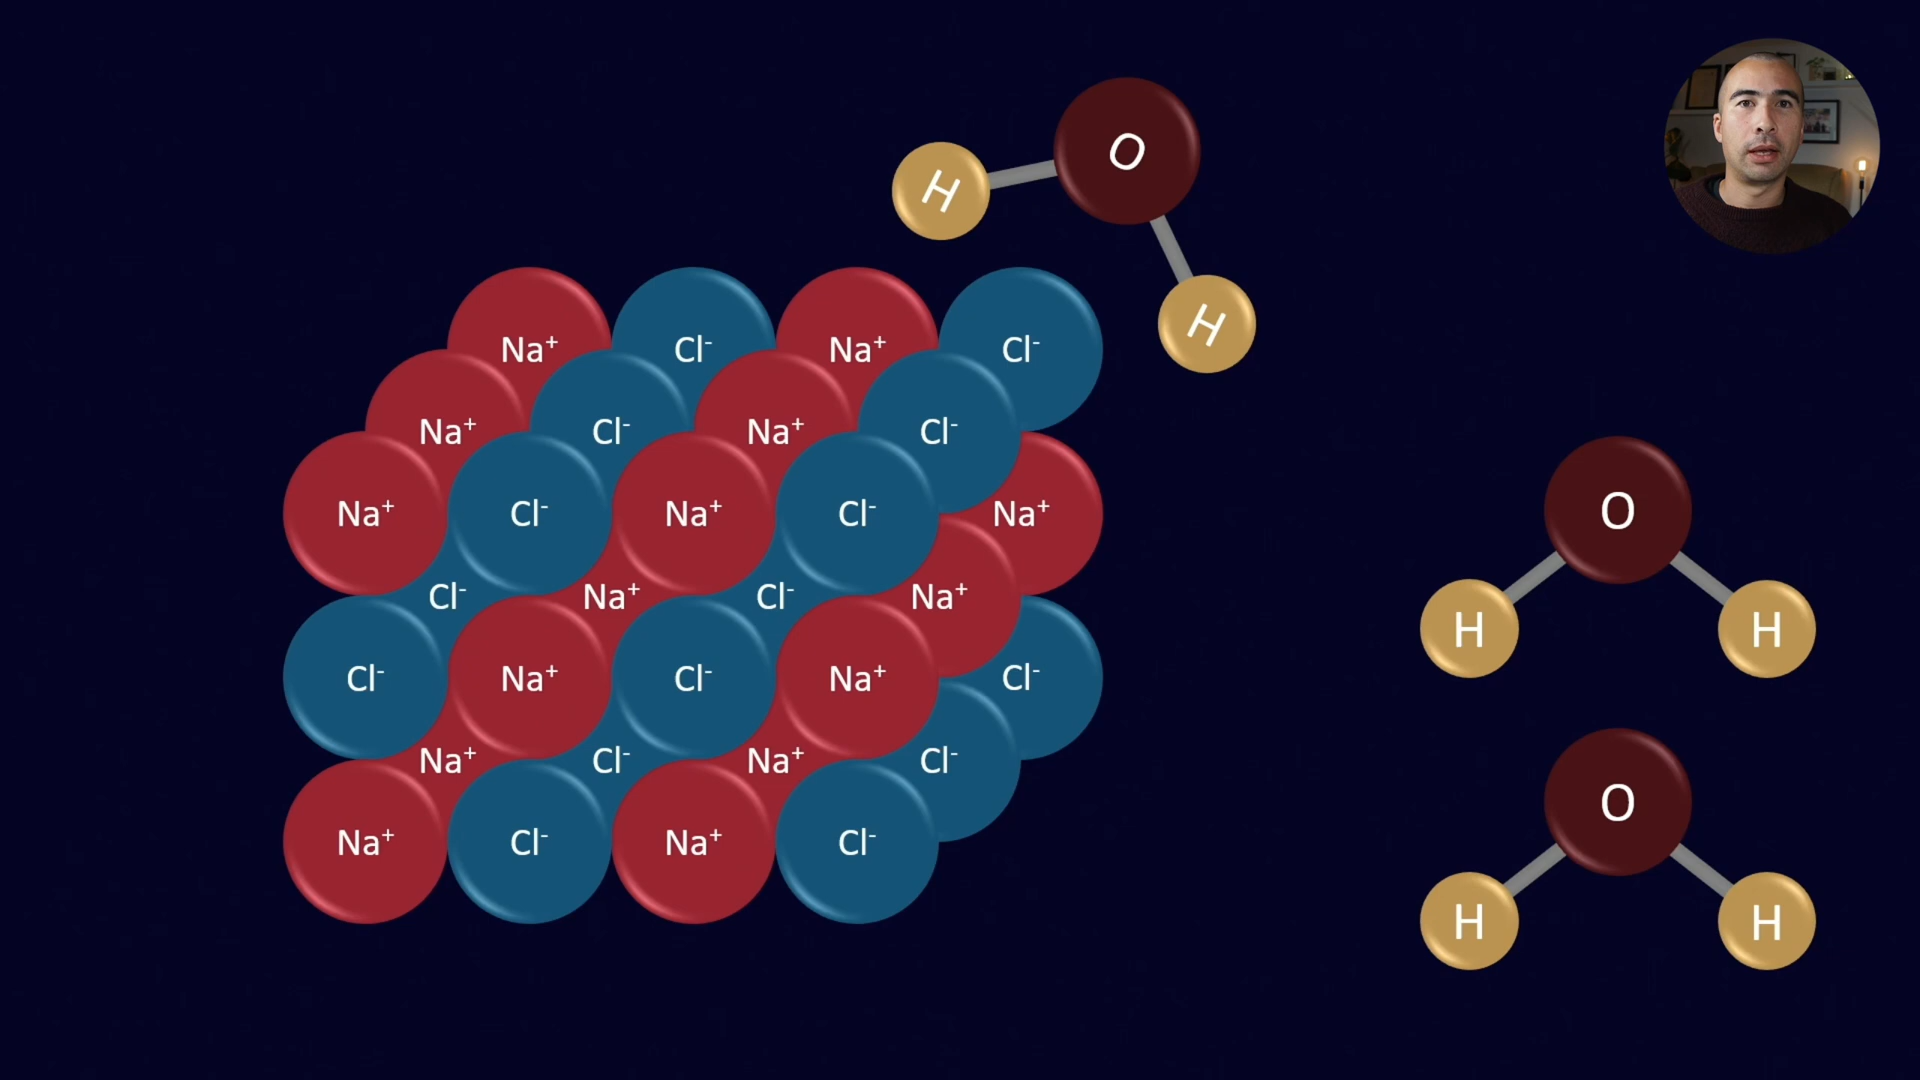 O
H
H
Na⁺ Cl⁻ Na⁺ Cl⁻
Na⁺ Cl⁻ Na⁺ Cl⁻
Na⁺ Cl⁻ Na⁺ Cl⁻ Na⁺
Cl⁻ Na⁺ Cl⁻ Na⁺
Cl⁻ Na⁺ Cl⁻ Na⁺ Cl⁻
Na⁺ Cl⁻ Na⁺ Cl⁻
Na⁺ Cl⁻ Na⁺ Cl⁻
O
H H
O
H H